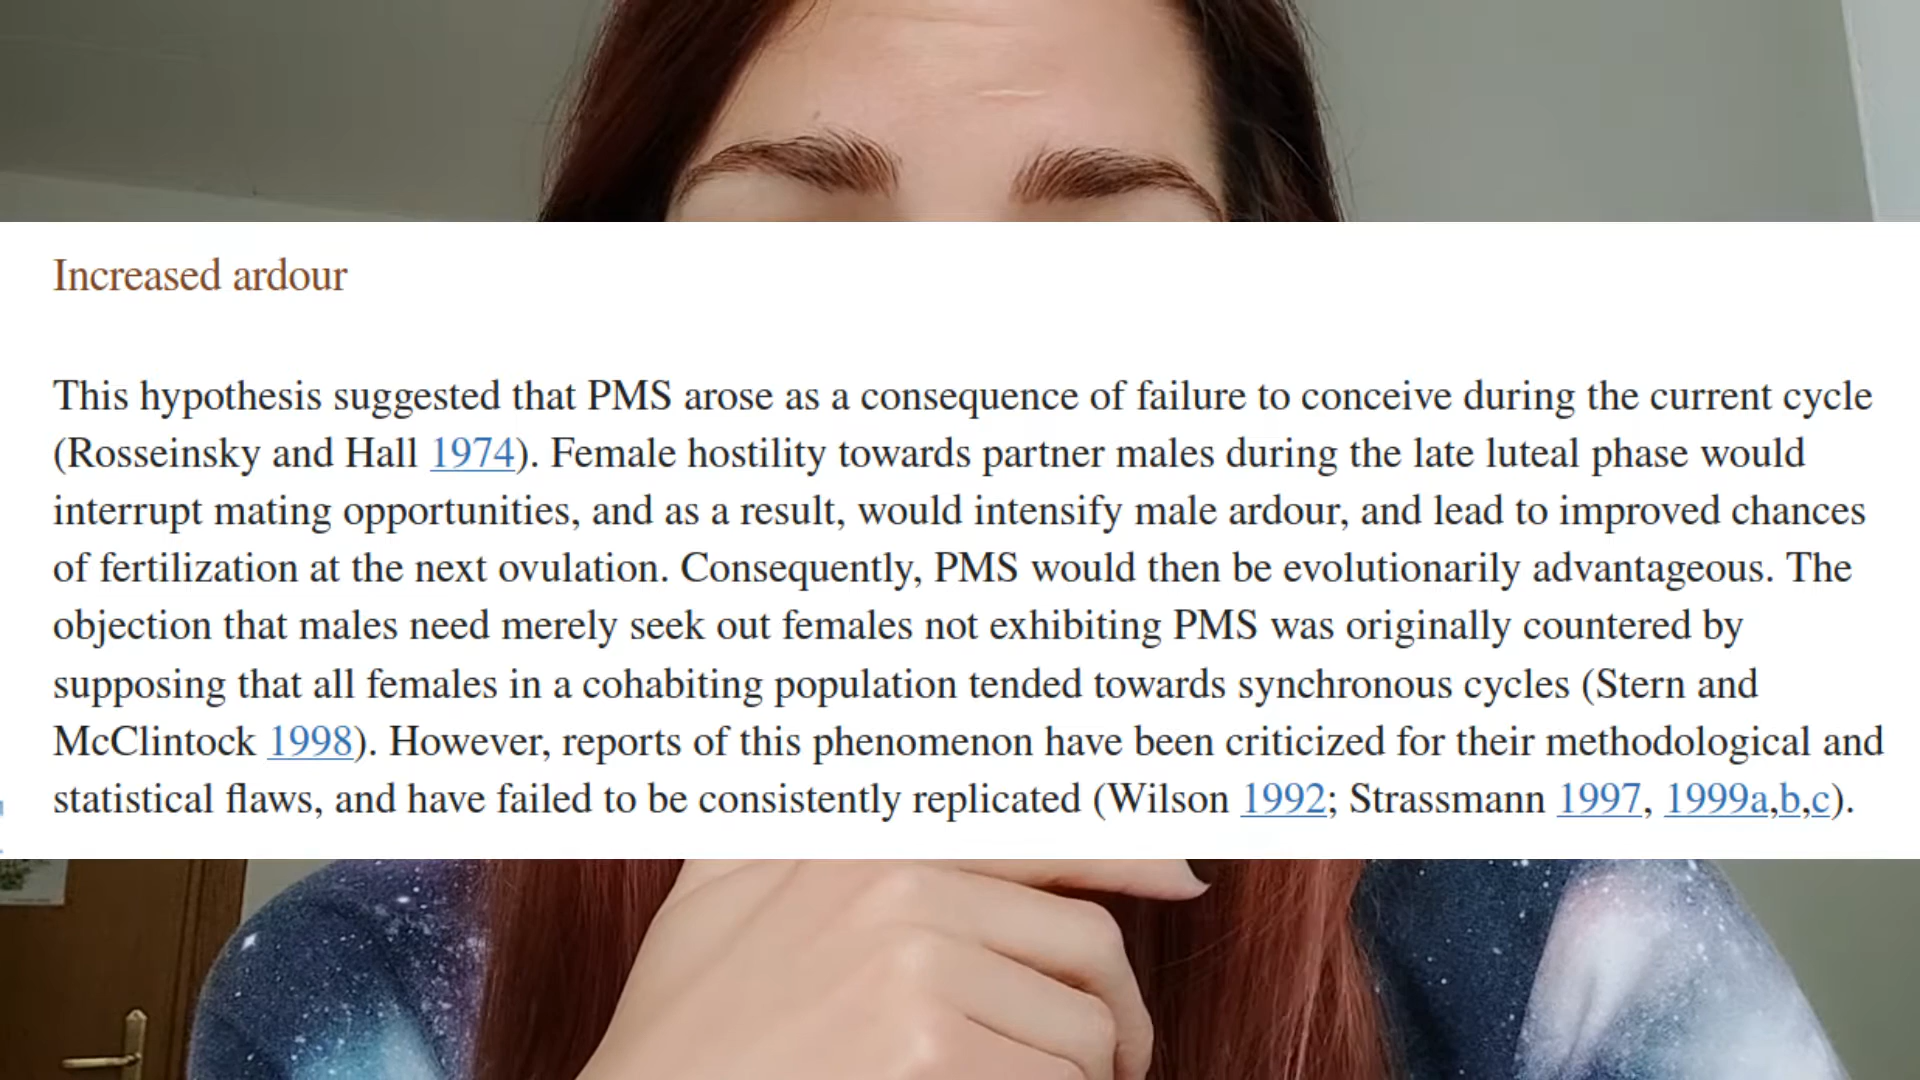 Increased ardour
This hypothesis suggested that PMS arose as a consequence of failure to conceive during the current cycle
(Rosseinsky and Hall 1974). Female hostility towards partner males during the late luteal phase would
interrupt mating opportunities, and as a result, would intensify male ardour, and lead to improved chances
of fertilization at the next ovulation. Consequently, PMS would then be evolutionarily advantageous. The
objection that males need merely seek out females not exhibiting PMS was originally countered by
supposing that all females in a cohabiting population tended towards synchronous cycles (Stern and
McClintock 1998). However, reports of this phenomenon have been criticized for their methodological and
statistical flaws, and have failed to be consistently replicated (Wilson 1992; Strassmann 1997, 1999a,b,c).